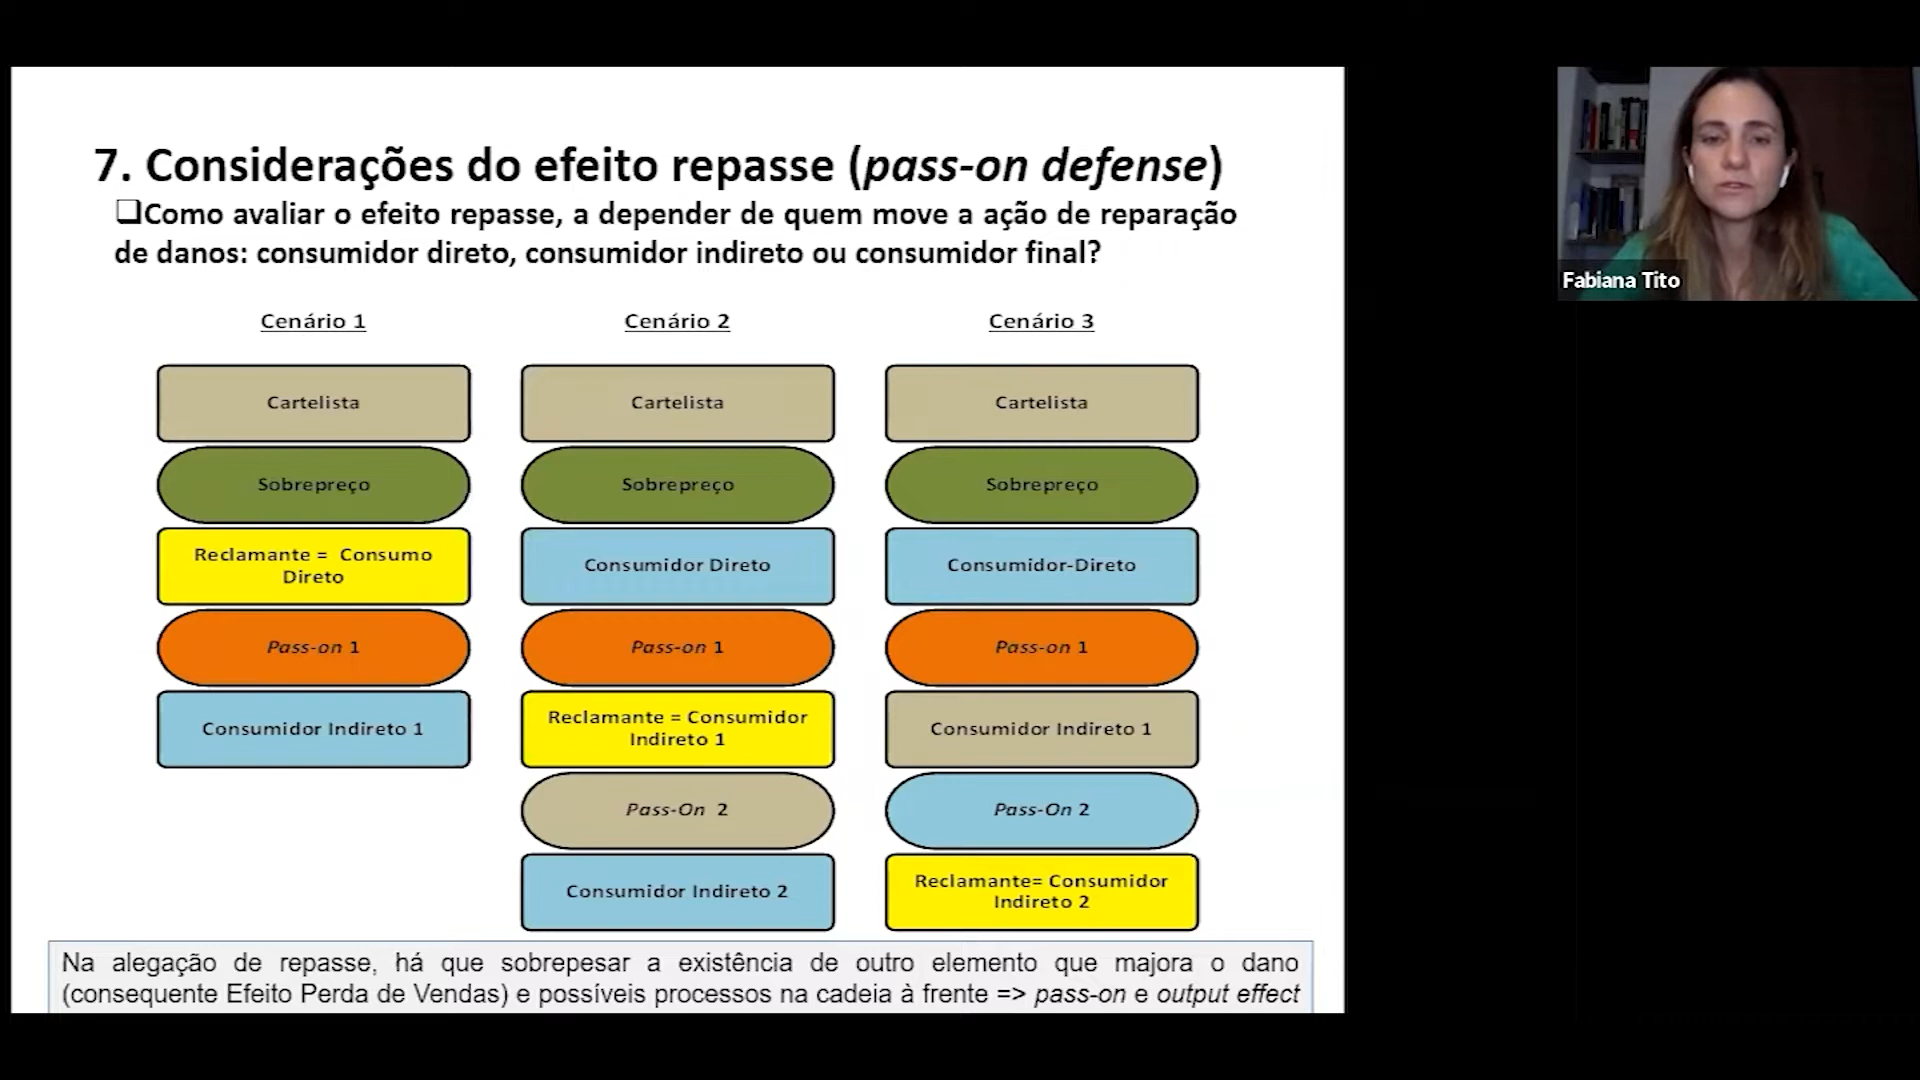 7. Considerações do efeito repasse (pass-on defense)
❑Como avaliar o efeito repasse, a depender de quem move a ação de reparação
de danos: consumidor direto, consumidor indireto ou consumidor final?
Cenário 1
Cartelista
Sobrepreço
Reclamante = Consumo
Direto
Pass-on 1
Consumidor Indireto 1
Cenário 2
Cartelista
Sobrepreço
Consumidor Direto
Pass-on 1
Reclamante = Consumidor
Indireto 1
Pass-On 2
Consumidor Indireto 2
Cenário 3
Cartelista
Sobrepreço
Consumidor-Direto
Pass-on 1
Consumidor Indireto 1
Pass-On 2
Reclamante= Consumidor
Indireto 2
Na alegação de repasse, há que sobrepesar a existência de outro elemento que majora o dano
(consequente Efeito Perda de Vendas) e possíveis processos na cadeia à frente => pass-on e output effect
Fabiana Tito